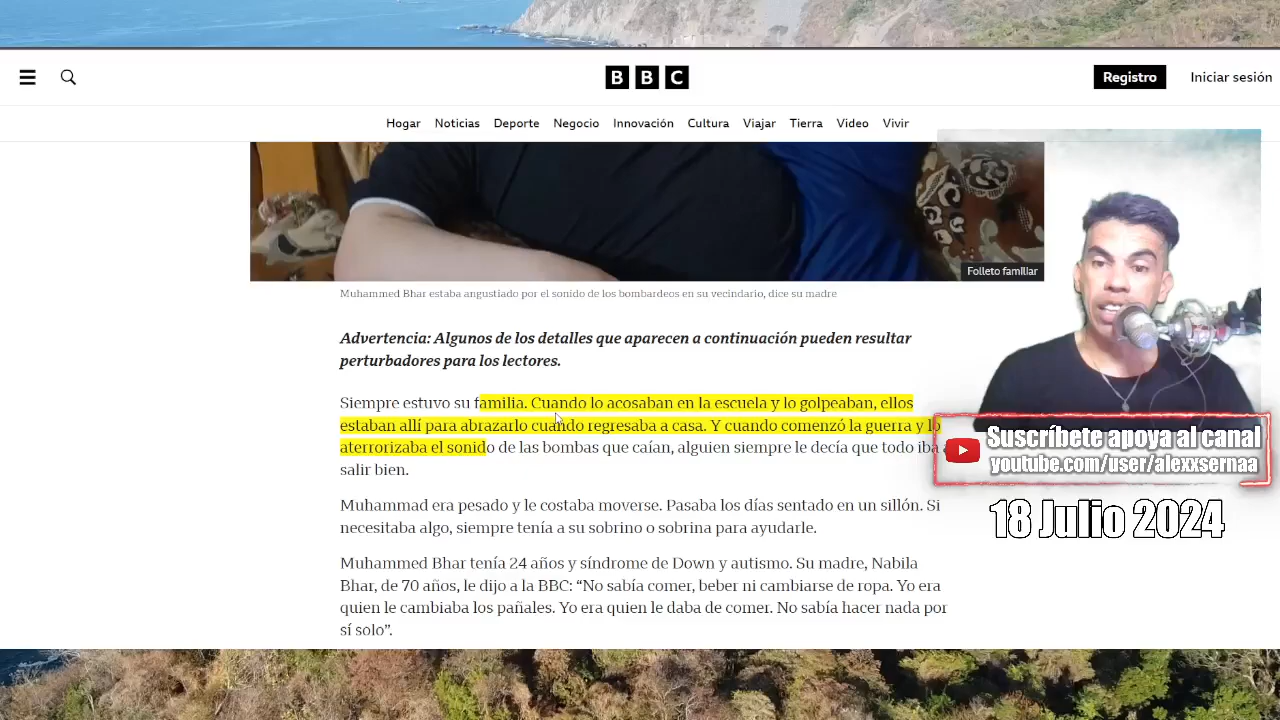 BBC
Registro
Iniciar sesión
Hogar Noticias Deporte Negocio Innovación Cultura Viajar Tierra Video Vivir
Folleto familiar
Muhammed Bhar estaba angustiado por el sonido de los bombardeos en su vecindario, dice su madre
Advertencia: Algunos de los detalles que aparecen a continuación pueden resultar
perturbadores para los lectores.
Siempre estuvo su familia. Cuando lo acosaban en la escuela y lo golpeaban, ellos
estaban allí para abrazarlo cuando regresaba a casa. Y cuando comenzó la guerra y lo
aterrorizaba el sonido de las bombas que caían, alguien siempre le decía que todo iba a
salir bien.
Muhammad era pesado y le costaba moverse. Pasaba los días sentado en un sillón. Si
necesitaba algo, siempre tenía a su sobrino o sobrina para ayudarle.
Muhammed Bhar tenía 24 años y síndrome de Down y autismo. Su madre, Nabila
Bhar, de 70 años, le dijo a la BBC: “No sabía comer, beber ni cambiarse de ropa. Yo era
quien le cambiaba los pañales. Yo era quien le daba de comer. No sabía hacer nada por
sí solo”.
Suscríbete apoya al canal
youtube.com/user/alexxsernaa
18 Julio 2024